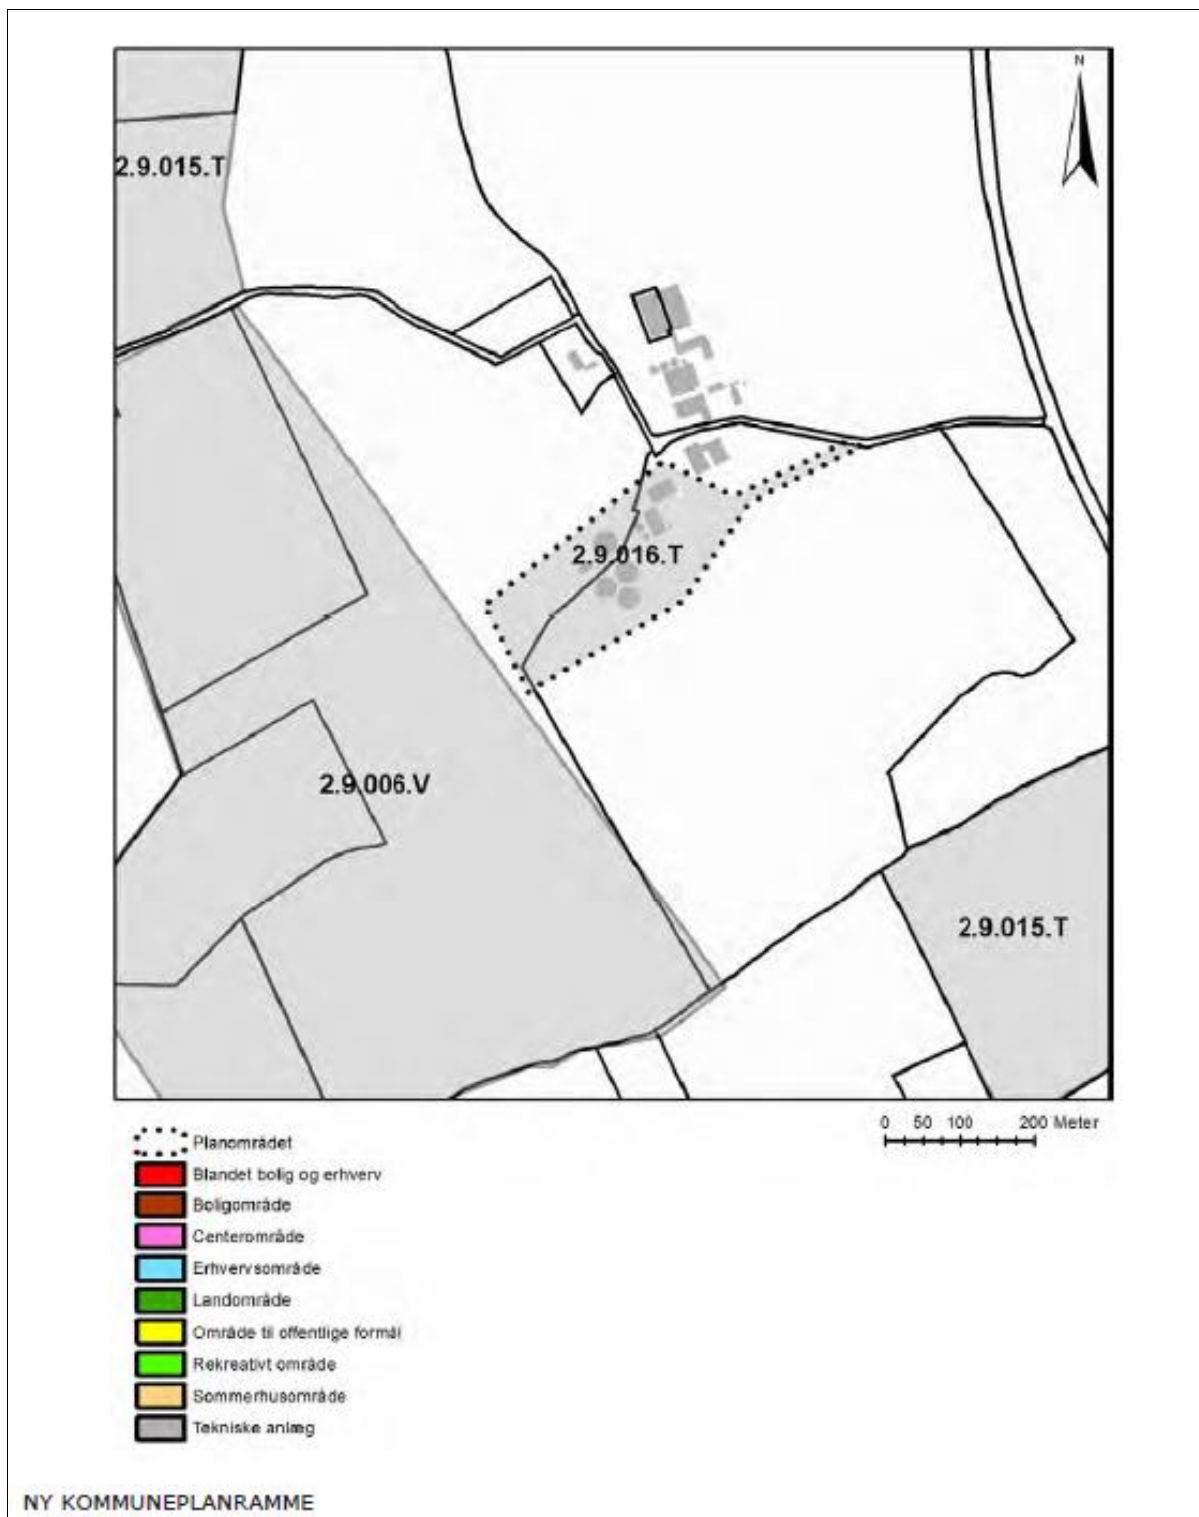 N
2.9.015.T
2.9.016.T
2.9.006.V
2.9.015.T
0 50 100 200 Meter
Planområdet
Blandet bolig og erhverv
Boligområde
Centerområde
Erhvervsområde
Landområde
Område til offentlige formål
Rekreativt område
Sommerhusområde
Tekniske anlæg
NY KOMMUNEPLANRAMME